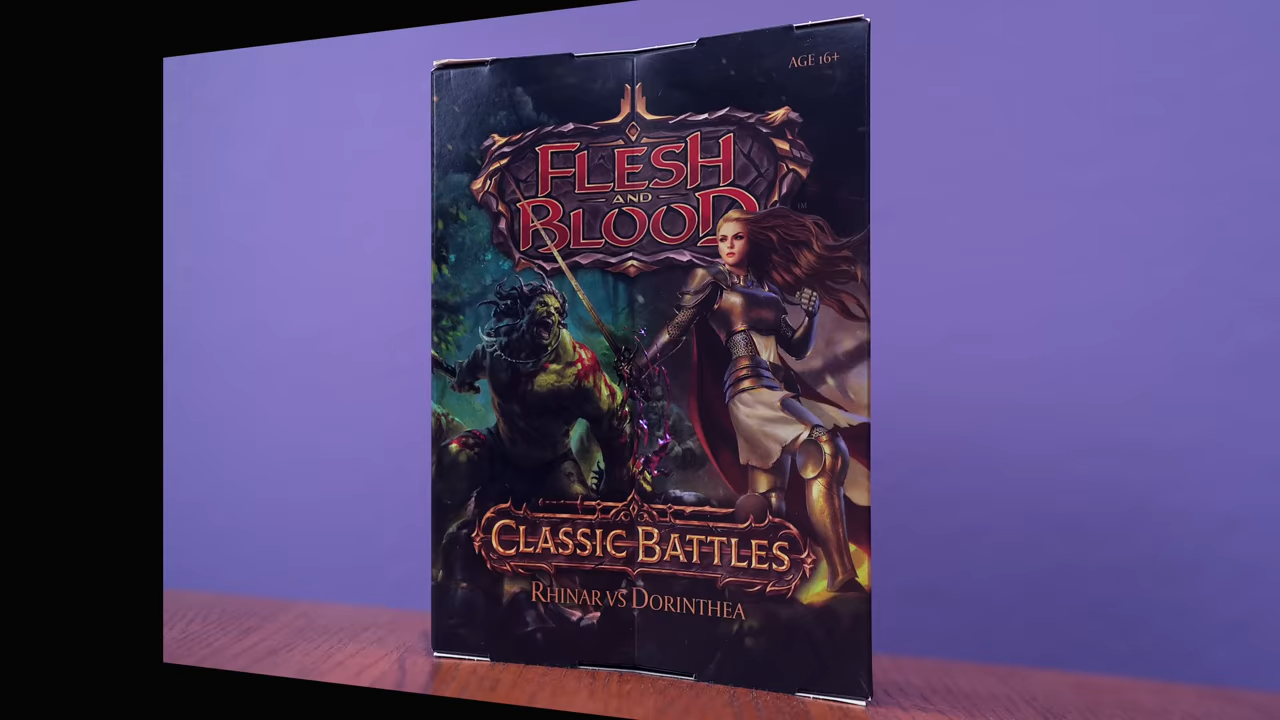 AGE 16+
FLESH
AND
BLOOD
TM
CLASSIC BATTLES
RHINAR VS DORINTHEA